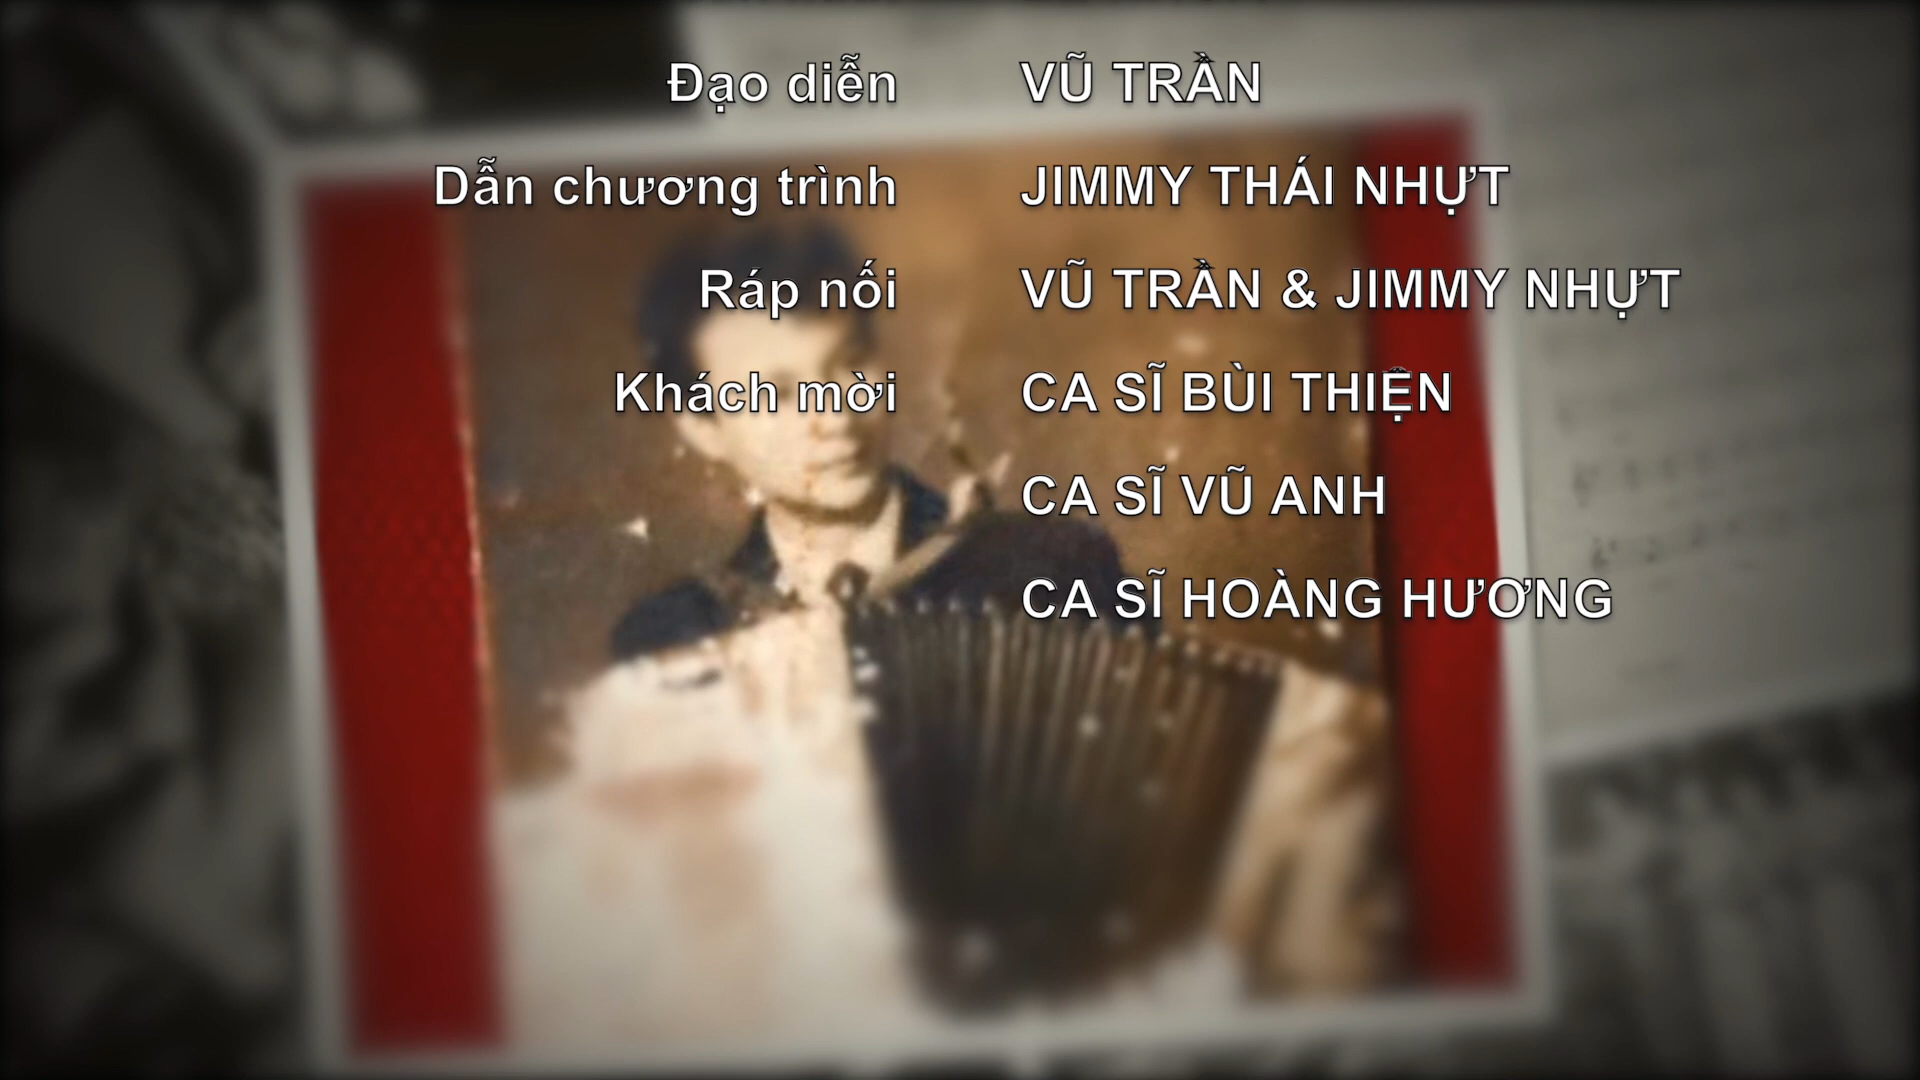 Đạo diễn VŨ TRẦN
Dẫn chương trình JIMMY THÁI NHỰT
Ráp nối VŨ TRẦN & JIMMY NHỰT
Khách mời CA SĨ BÙI THIỆN
CA SĨ VŨ ANH
CA SĨ HOÀNG HƯƠNG